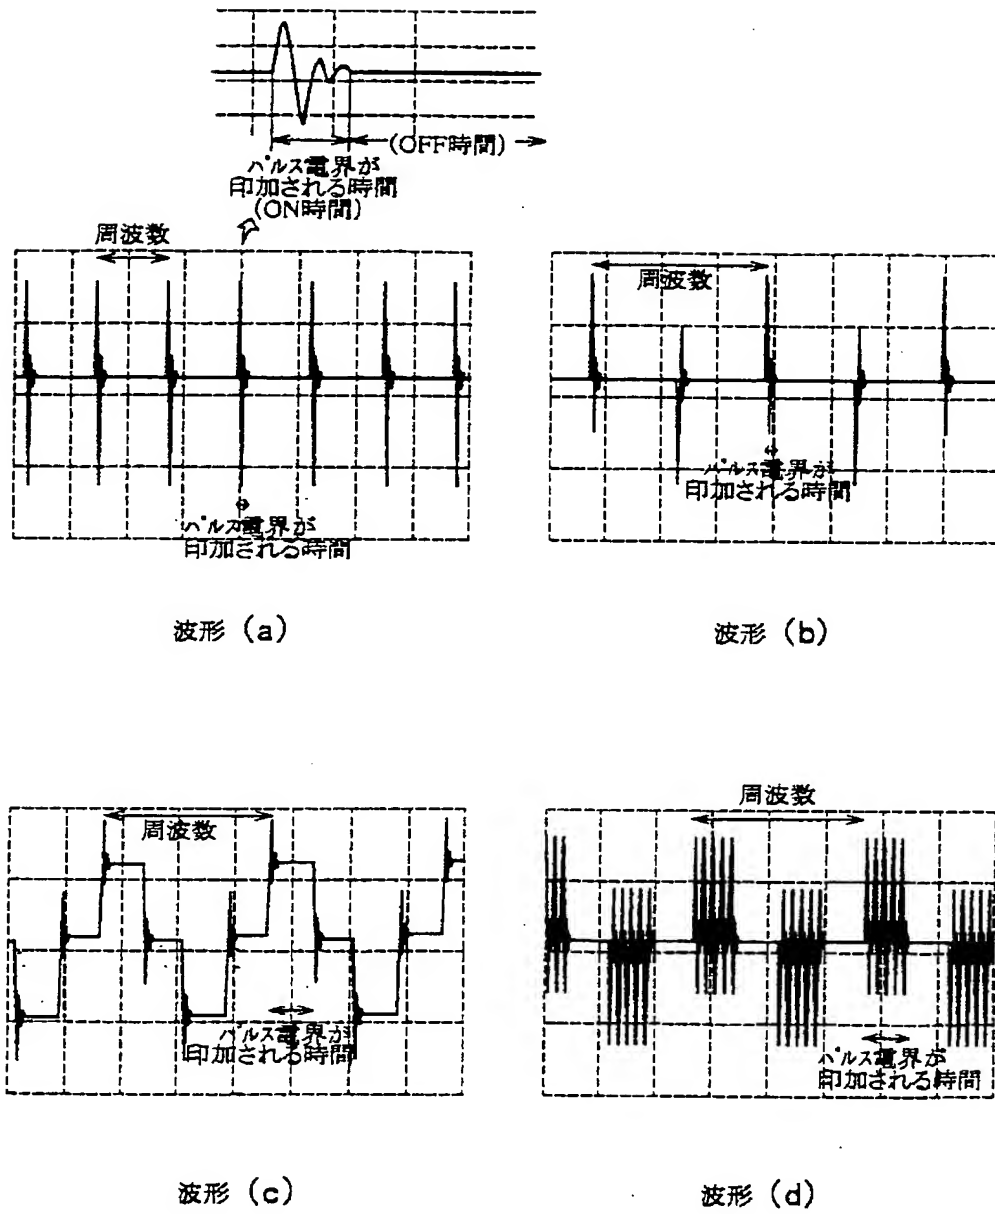 (OFF時間)
パルス電界が
印加される時間
(ON時間)
周波数
パルス電界が
印加される時間
波形 (a)
周波数
パルス電界が
印加される時間
波形 (b)
周波数
パルス電界が
印加される時間
波形 (c)
周波数
パルス電界が
印加される時間
波形 (d)